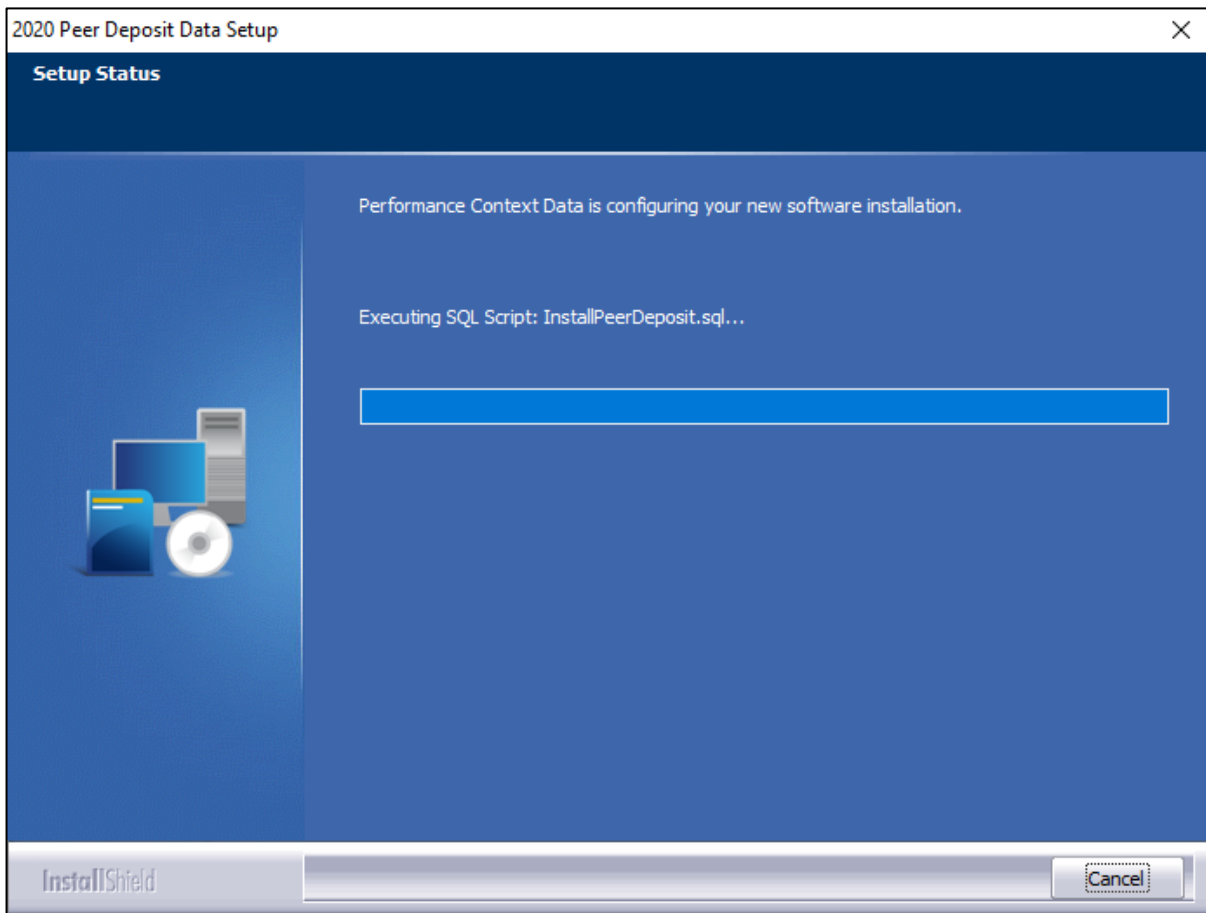 2020 Peer Deposit Data Setup
Setup Status
Performance Context Data is configuring your new software installation.
Executing SQL Script: InstallPeerDeposit.sql...
InstallShield
Cancel